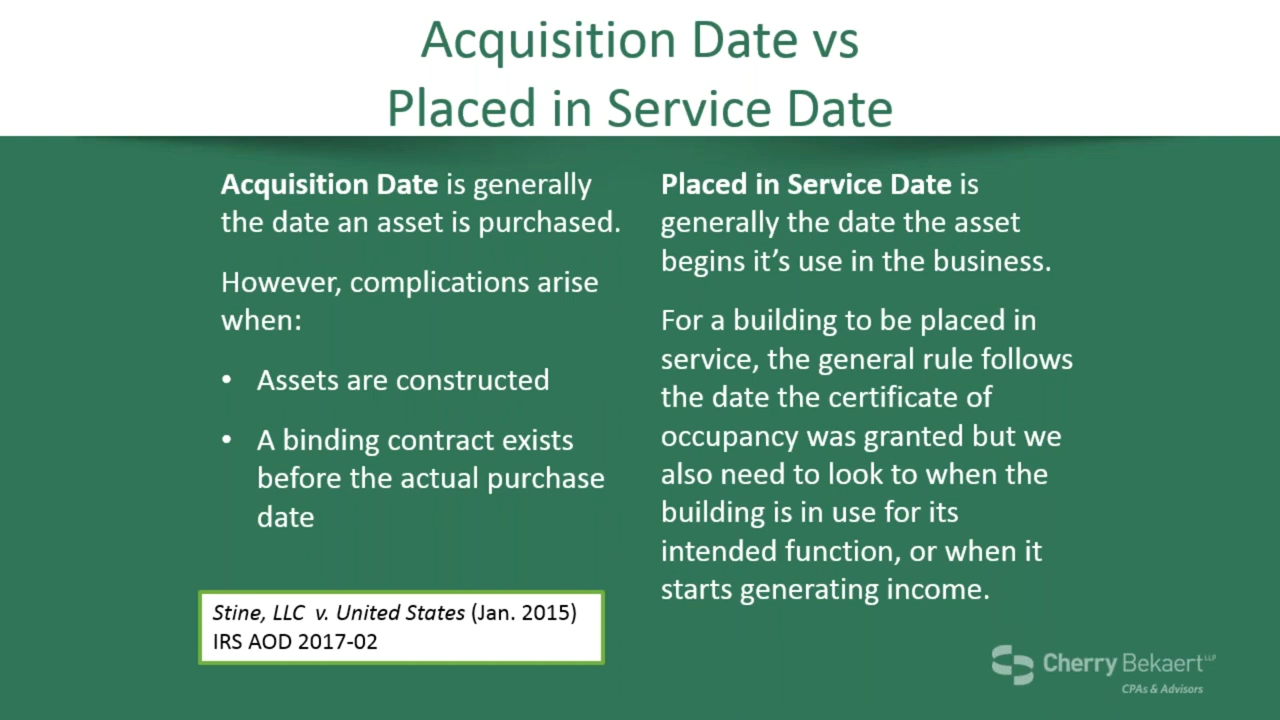 Acquisition Date vs
Placed in Service Date
Acquisition Date is generally
the date an asset is purchased.
However, complications arise
when:
• Assets are constructed
• A binding contract exists
before the actual purchase
date
Stine, LLC v. United States (Jan. 2015)
IRS AOD 2017-02
Placed in Service Date is
generally the date the asset
begins it’s use in the business.
For a building to be placed in
service, the general rule follows
the date the certificate of
occupancy was granted but we
also need to look to when the
building is in use for its
intended function, or when it
starts generating income.
Cherry Bekaert LLP
CPAs & Advisors